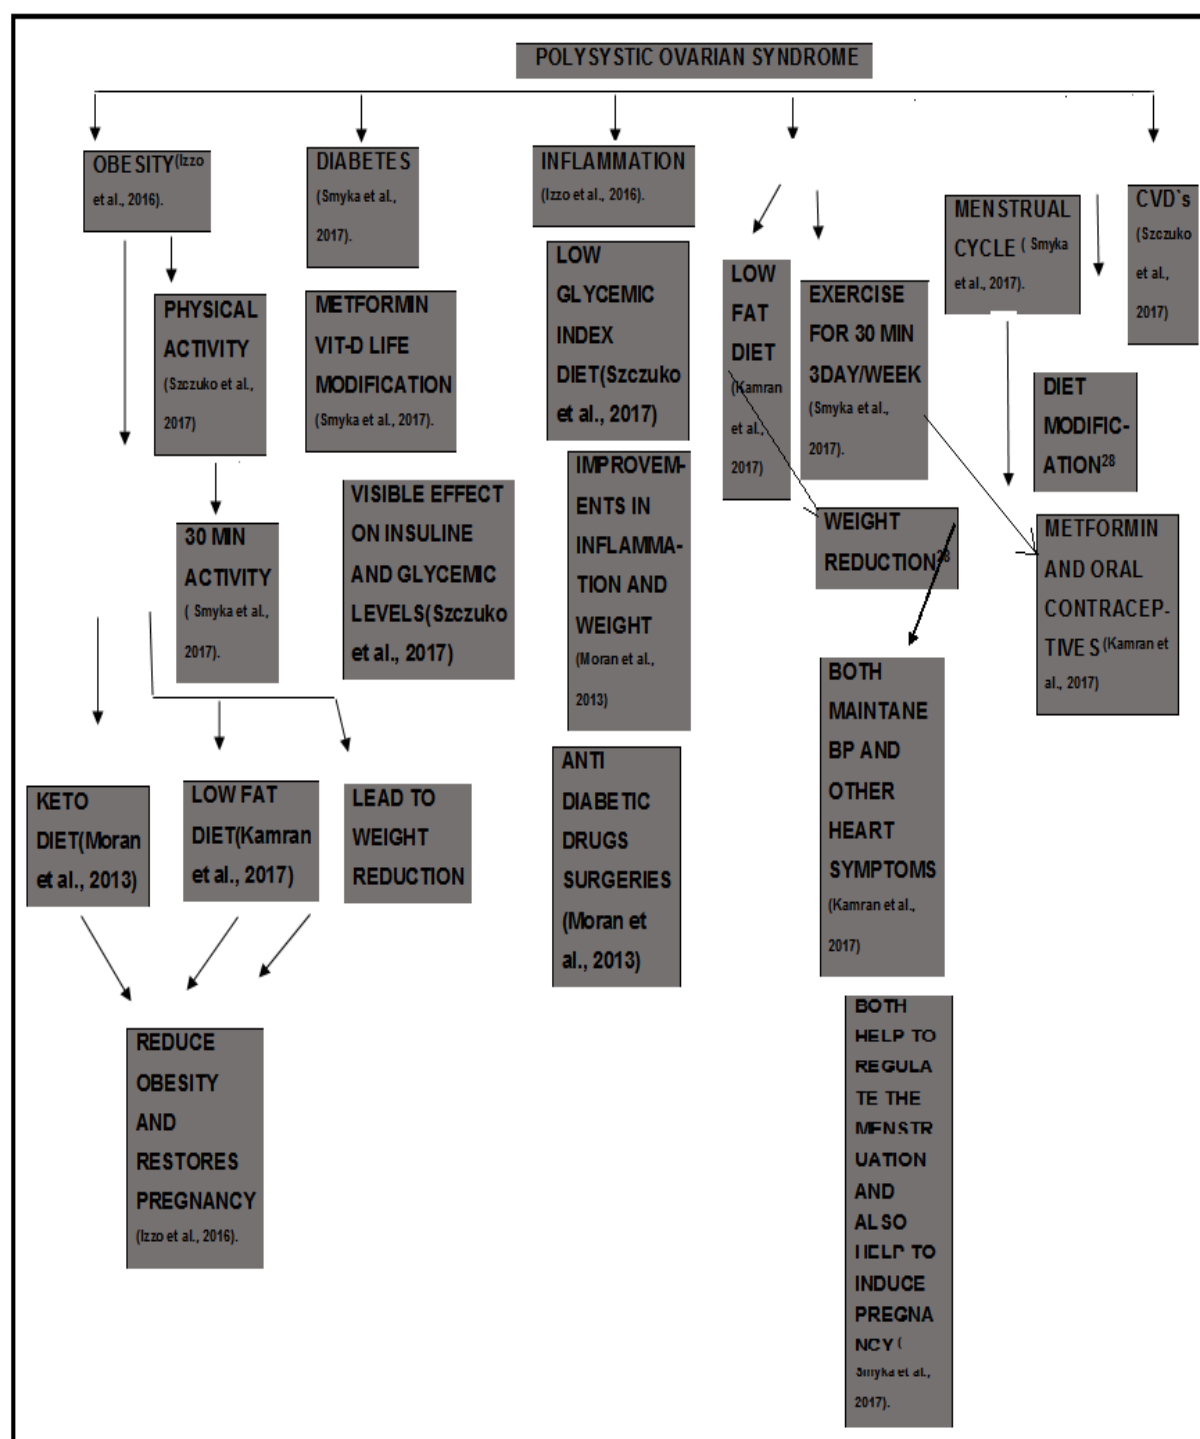 POLYSYSTIC OVARIAN SYNDROME
OBESITY(Izzo
et al., 2016).
DIABETES
(Smyka et al.,
2017).
INFLAMMATION
(Izzo et al., 2016).
MENSTRUAL
CYCLE ( Smyka
et al., 2017).
CVD`s
(Szczuko
et al.,
2017)
PHYSICAL
ACTIVITY
(Szczuko et al.,
2017)
METFORMIN
VIT-D LIFE
MODIFICATION
(Smyka et al., 2017).
LOW
GLYCEMIC
INDEX
DIET(Szczuko
et al., 2017)
LOW
FAT
DIET
(Kamran
et al.,
2017)
EXERCISE
FOR 30 MIN
3DAY/WEEK
(Smyka et al.,
2017).
DIET
MODIFIC-
ATION28
30 MIN
ACTIVITY
( Smyka et al.,
2017).
VISIBLE EFFECT
ON INSULINE
AND GLYCEMIC
LEVELS(Szczuko
et al., 2017)
IMPROVEM-
ENTS IN
INFLAMMA-
TION AND
WEIGHT
(Moran et al.,
2013)
WEIGHT
REDUCTION28
METFORMIN
AND ORAL
CONTRACEP-
TIVES (Kamran et
al., 2017)
KETO
DIET(Moran
et al., 2013)
LOW FAT
DIET(Kamran
et al., 2017)
LEAD TO
WEIGHT
REDUCTION
ANTI
DIABETIC
DRUGS
SURGERIES
(Moran et
al., 2013)
BOTH
MAINTANE
BP AND
OTHER
HEART
SYMPTOMS
(Kamran et al.,
2017)
REDUCE
OBESITY
AND
RESTORES
PREGNANCY
(Izzo et al., 2016).
BOTH
HELP TO
REGULA
TE THE
MENSTR
UATION
AND
ALSO
HELP TO
INDUCE
PREGNA
NCY (
Smyka et al.,
2017).